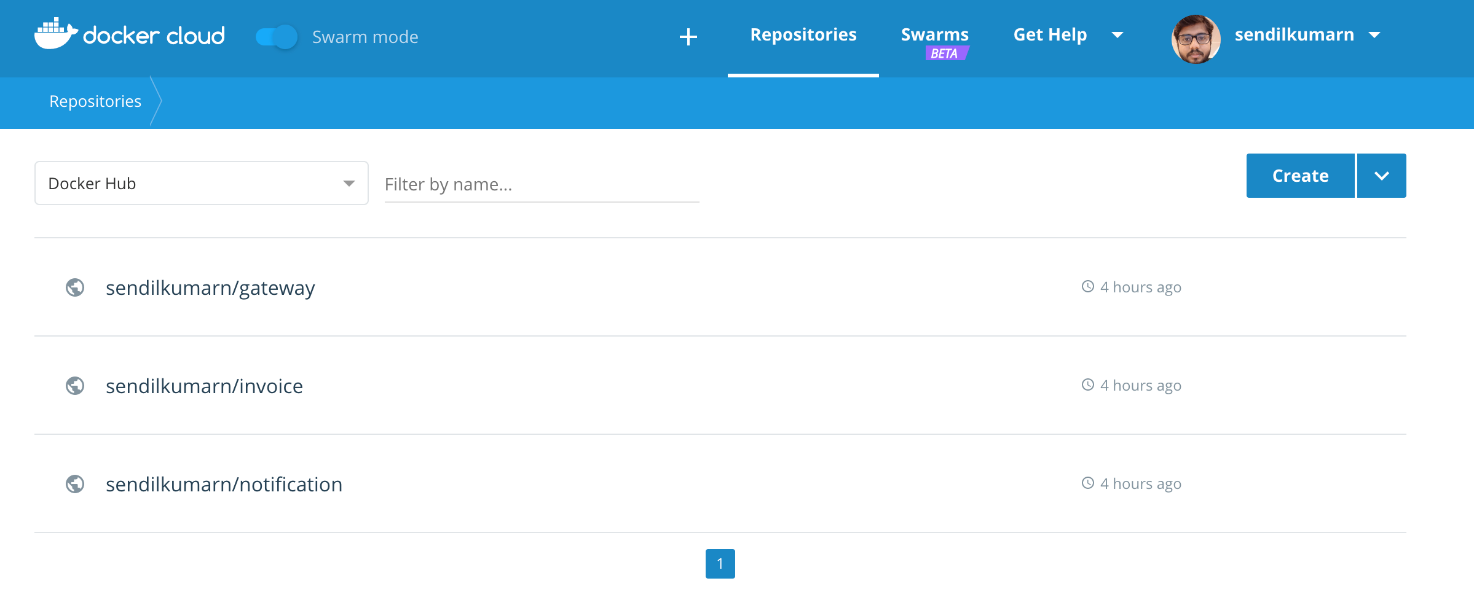 docker cloud Swarm mode + Repositories Swarms Get Help sendilkumarn
BETA
Repositories
Docker Hub Filter by name... Create
sendilkumarn/gateway 4 hours ago
sendilkumarn/invoice 4 hours ago
sendilkumarn/notification 4 hours ago
1